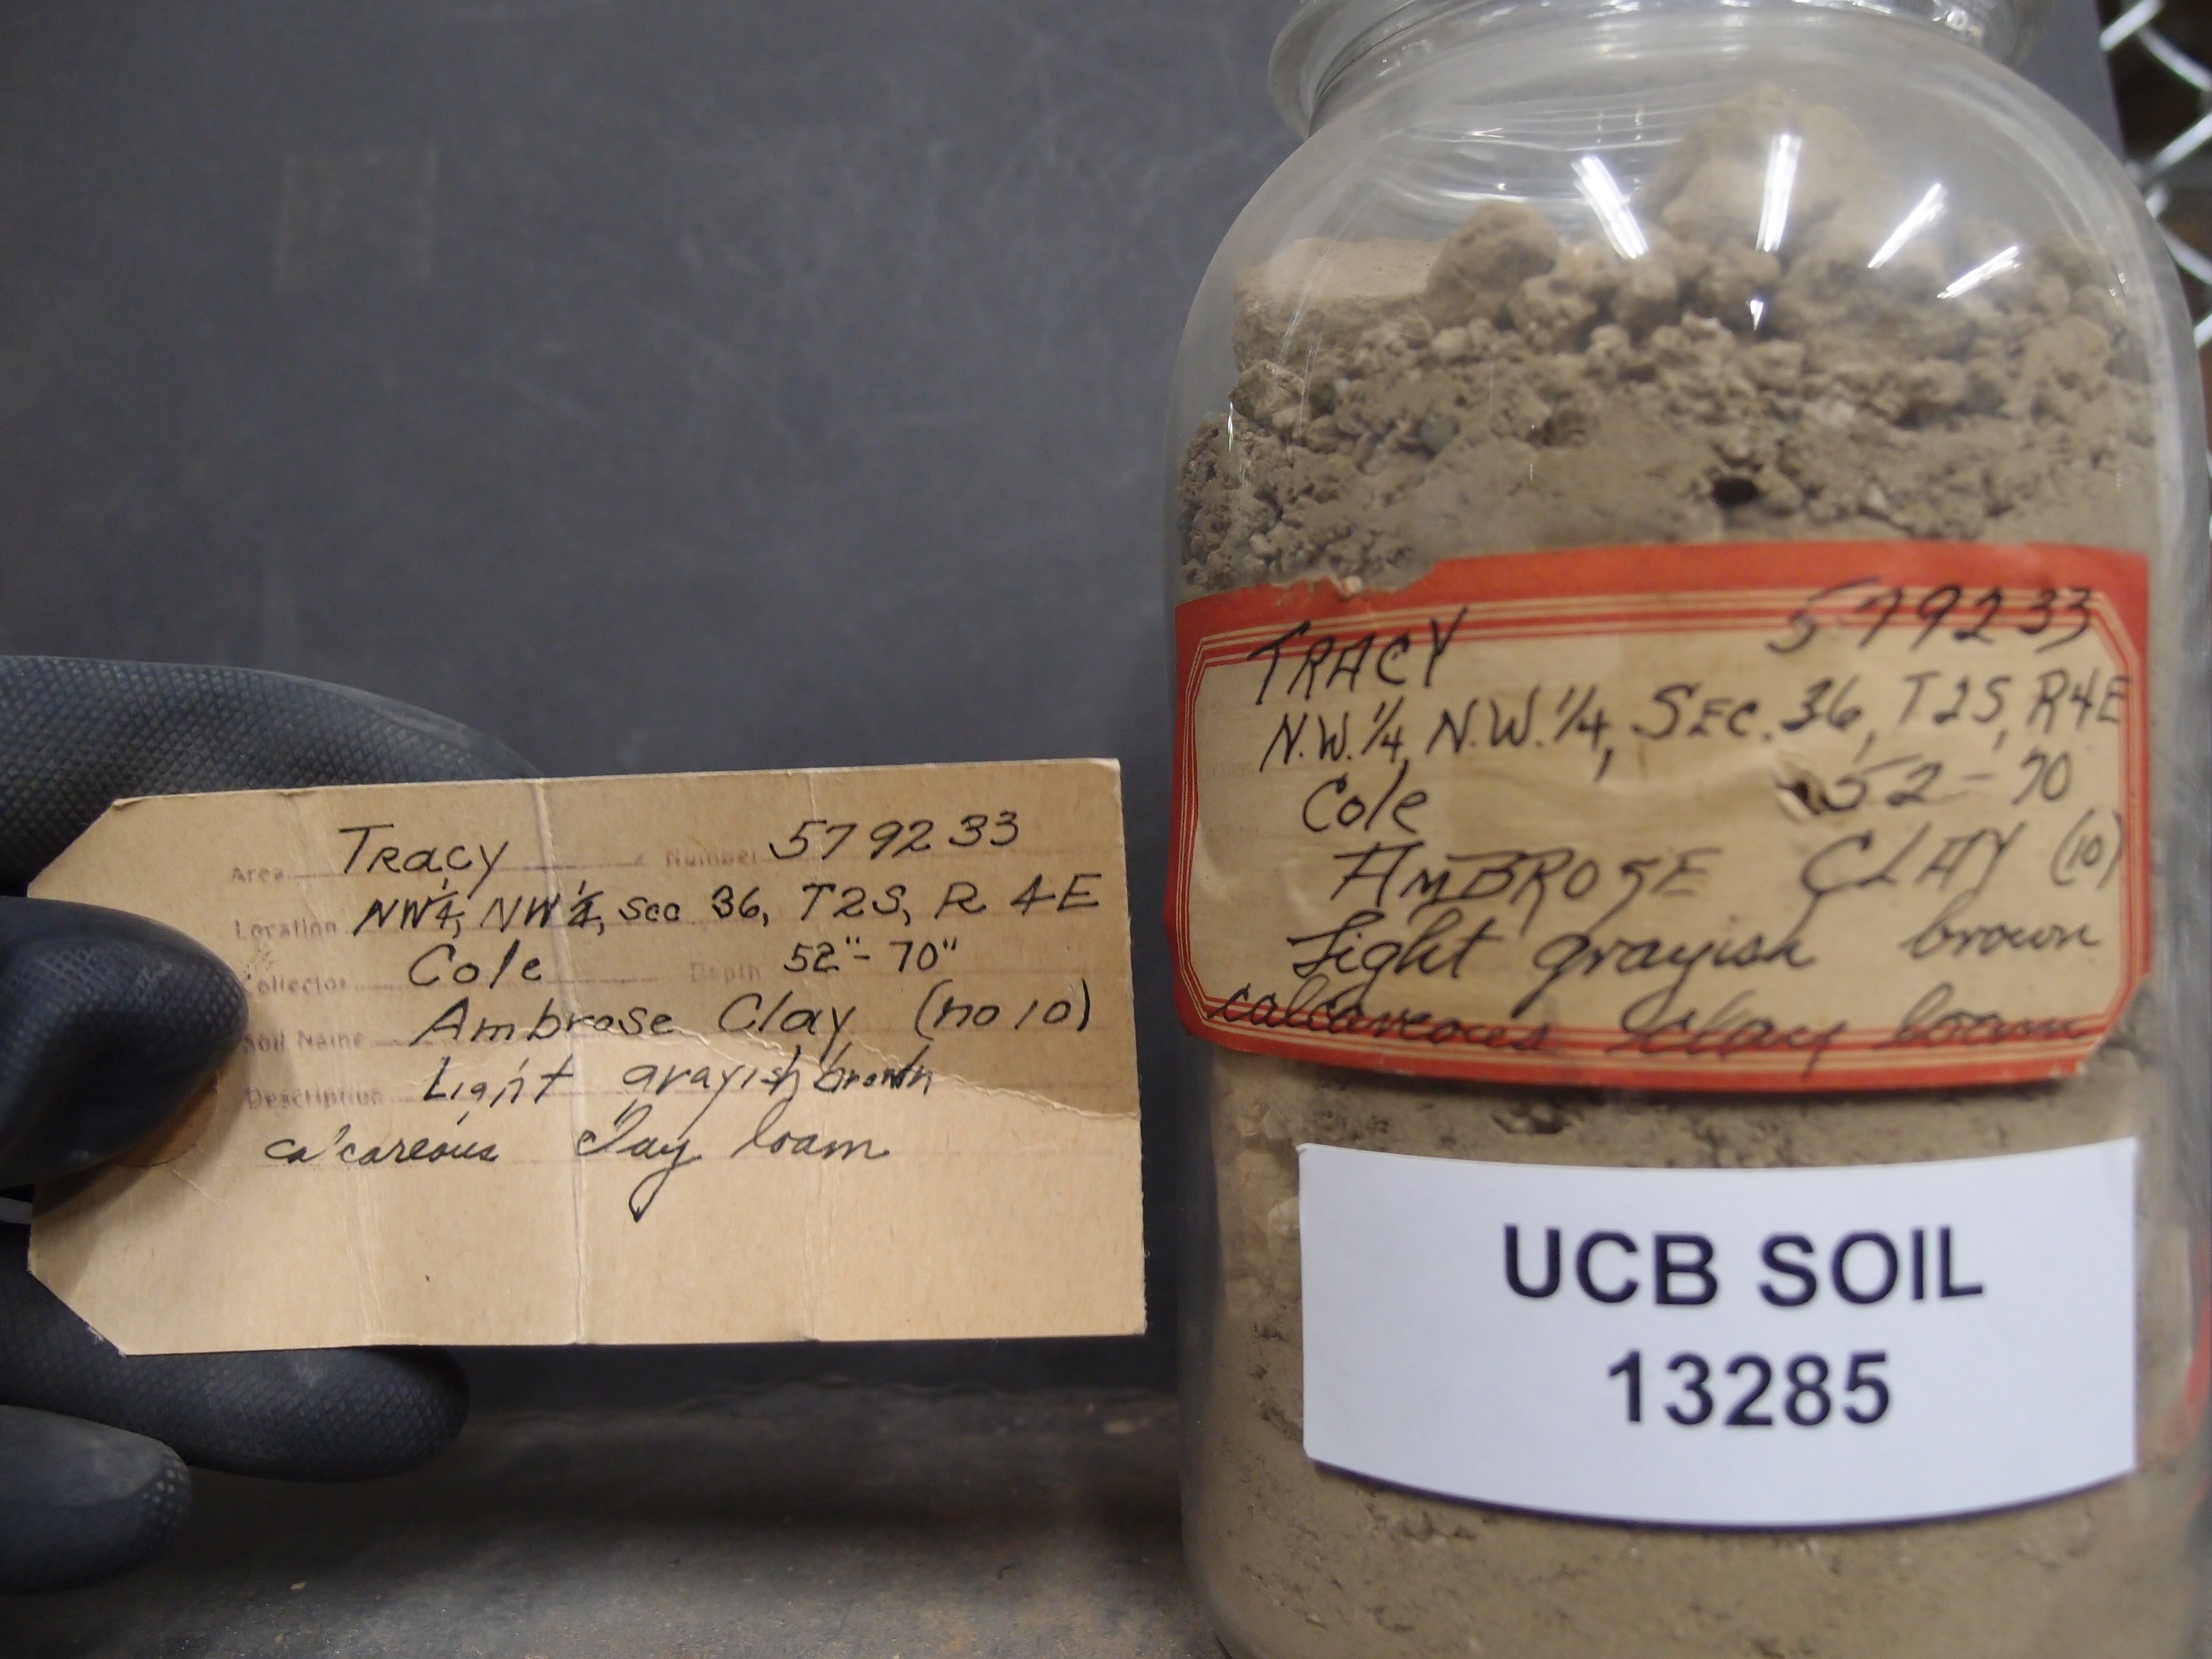 Area Tracy Number 579233
Location NW¼, NW¼, Sec 36, T2S, R 4E
Collector Cole Depth 52"-70"
Soil Name Ambrose Clay (no 10)
Description Light grayish brown
calcareous clay loam
TRACY 579233
N.W.¼, N.W.¼, SEC. 36, T2S, R4E
Cole 52-70
AMBROSE CLAY (10)
Light grayish brown
calcareous clay loam
UCB SOIL
13285